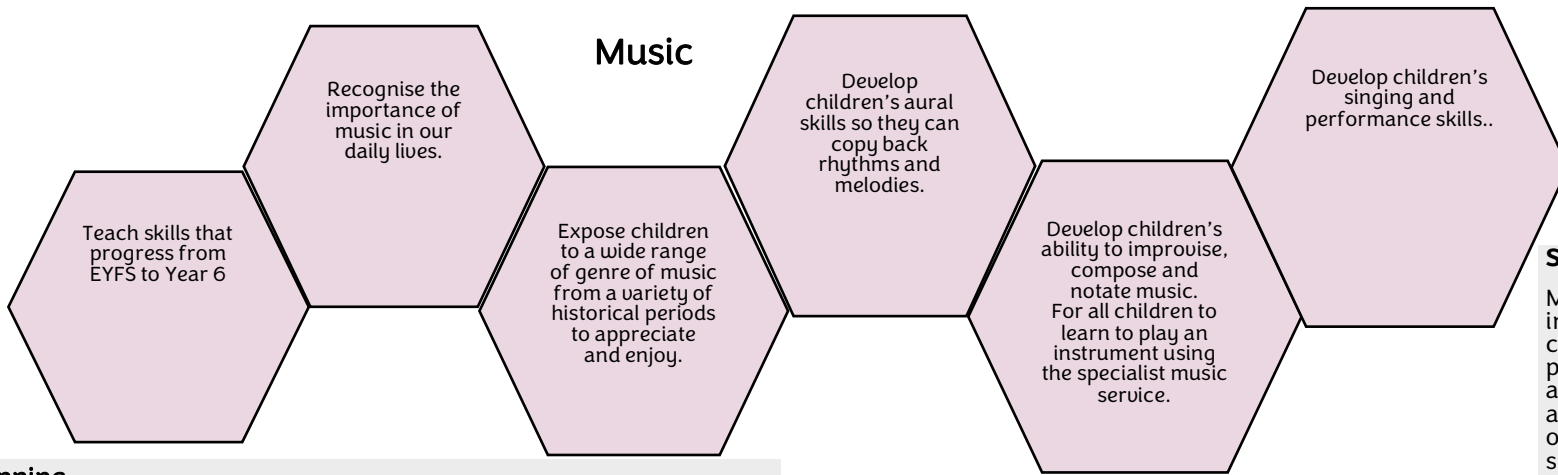 Music
Teach skills that
progress from
EYFS to Year 6
Recognise the
importance of
music in our
daily lives.
Expose children
to a wide range
of genre of music
from a variety of
historical periods
to appreciate
and enjoy.
Develop
children's aural
skills so they can
copy back
rhythms and
melodies.
Develop children's
ability to improvise,
compose and
notate music.
For all children to
learn to play an
instrument using
the specialist music
service.
Develop children's
singing and
performance skills..